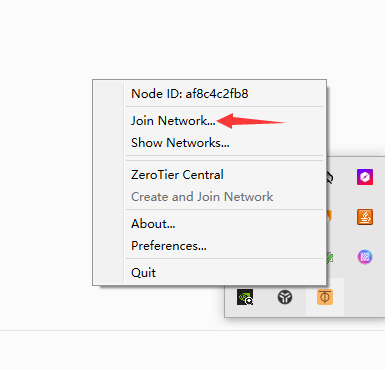 Node ID: af8c4c2fb8
Join Network...
Show Networks...
ZeroTier Central
Create and Join Network
About...
Preferences...
Quit